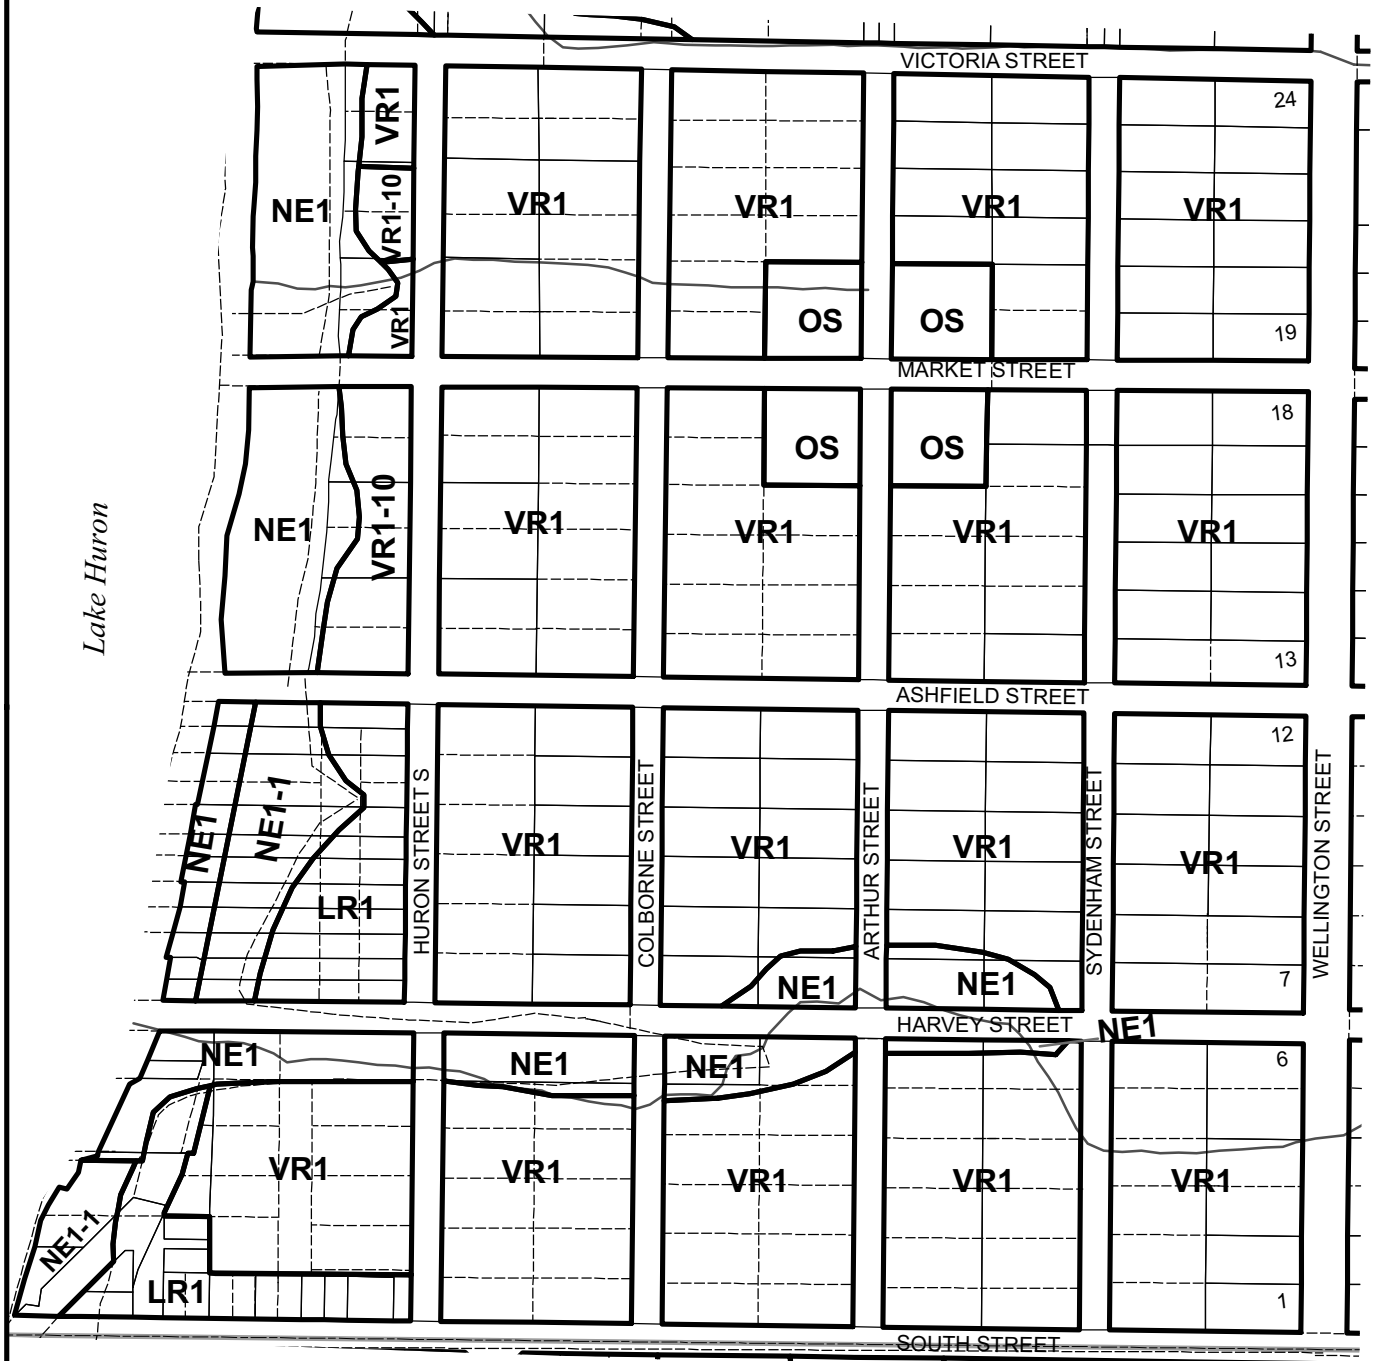 VICTORIA STREET
24
VR1
NE1
VR1-10
VR1
VR1
VR1
VR1
VR1
OS
OS
19
MARKET STREET
18
OS
OS
Lake Huron
NE1
VR1-10
VR1
VR1
VR1
VR1
13
ASHFIELD STREET
12
NE1
NE1-1
LR1
HURON STREET S
VR1
COLBORNE STREET
VR1
ARTHUR STREET
VR1
SYDENHAM STREET
VR1
WELLINGTON STREET
NE1
NE1
7
HARVEY STREET
NE1
NE1
NE1
NE1
6
VR1
VR1
VR1
VR1
VR1
NE1-1
LR1
1
SOUTH STREET